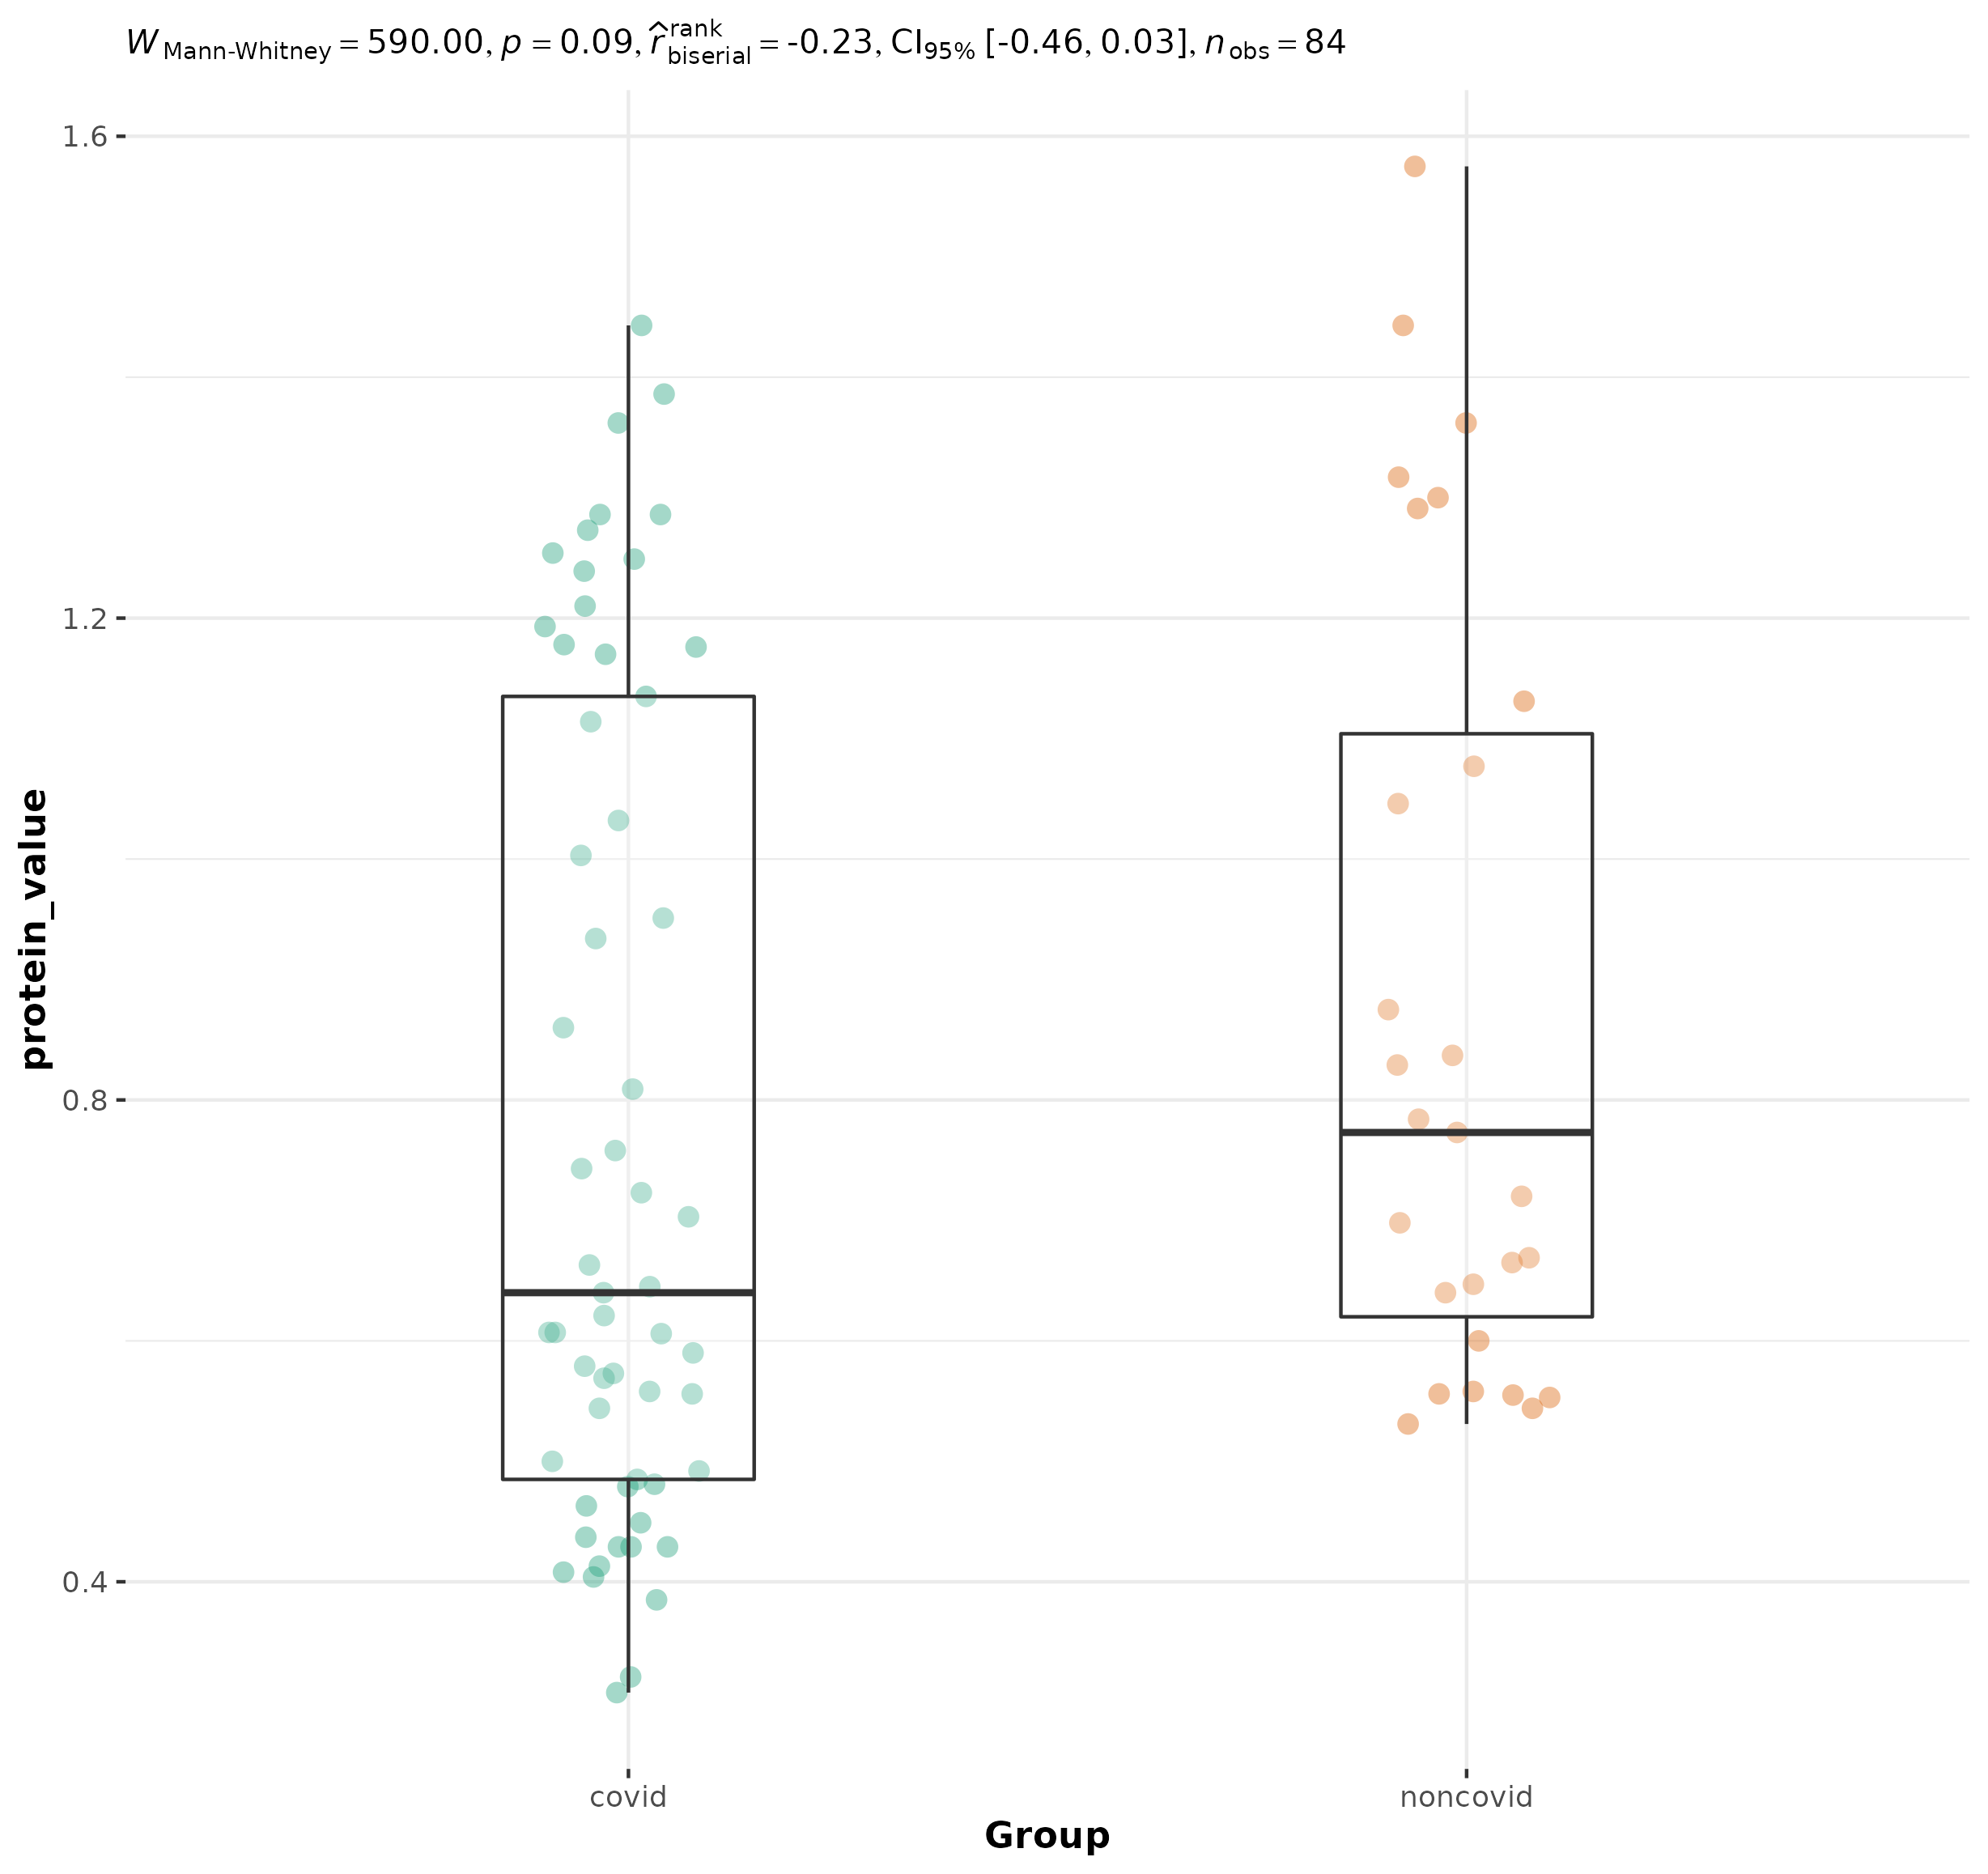 W Mann-Whitney = 590.00, p = 0.09, r̂ rank biserial = -0.23, CI95% [-0.46, 0.03], n obs = 84
1.6
1.2
0.8
0.4
protein_value
covid noncovid
Group